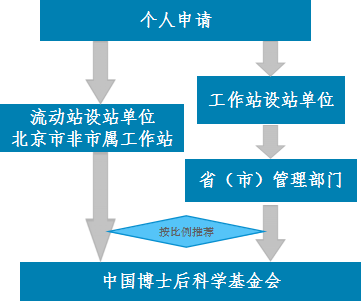 个人申请
流动站设站单位
北京市非市属工作站
工作站设站单位
省（市）管理部门
按比例推荐
中国博士后科学基金会